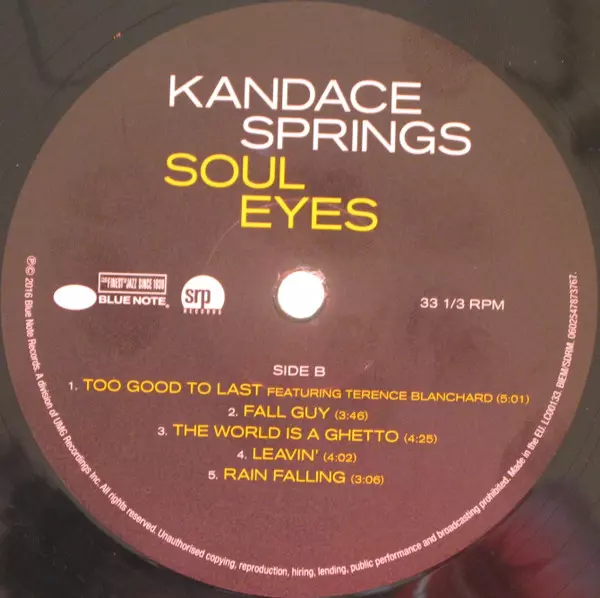 KANDACE
SPRINGS
SOUL
EYES
THE FINEST IN JAZZ SINCE 1939
BLUE NOTE®
srp
RECORDS
33 1/3 RPM
SIDE B
1. TOO GOOD TO LAST FEATURING TERENCE BLANCHARD (5:01)
2. FALL GUY (3:46)
3. THE WORLD IS A GHETTO (4:25)
4. LEAVIN' (4:02)
5. RAIN FALLING (3:06)
℗© 2016 Blue Note Records. A division of UMG Recordings Inc. All rights reserved. Unauthorised copying, reproduction, hiring, lending, public performance and broadcasting prohibited. Made in the EU. LC00133. BIEM/SDRM. 0602547873767.